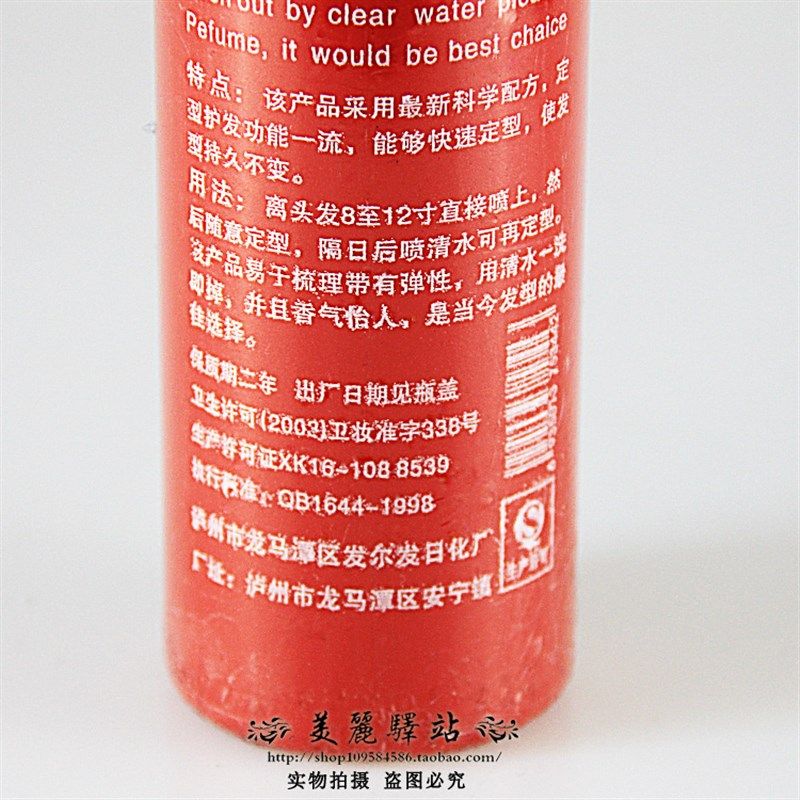 out by clear water
Pefume, it would be best chaice
特点：该产品采用最新科学配方，定
型护发功能一流，能够快速定型，使发
型持久不变。
用法：离头发8至12寸直接喷上，然
后随意定型，隔日后喷清水可再定型。
该产品易于梳理带有弹性，用清水一洗
即掉，并且香气怡人，是当今发型的最
佳选择。
保质期二年 出厂日期见瓶盖
卫生许可(2003)卫妆准字338号
生产许可证XK16-108 8539
执行标准：QB1644-1998
泸州市龙马潭区发尔发日化厂
厂址：泸州市龙马潭区安宁镇
生产许可
美麗驛站
http://shop109584586.taobao.com/
实物拍摄 盗图必究